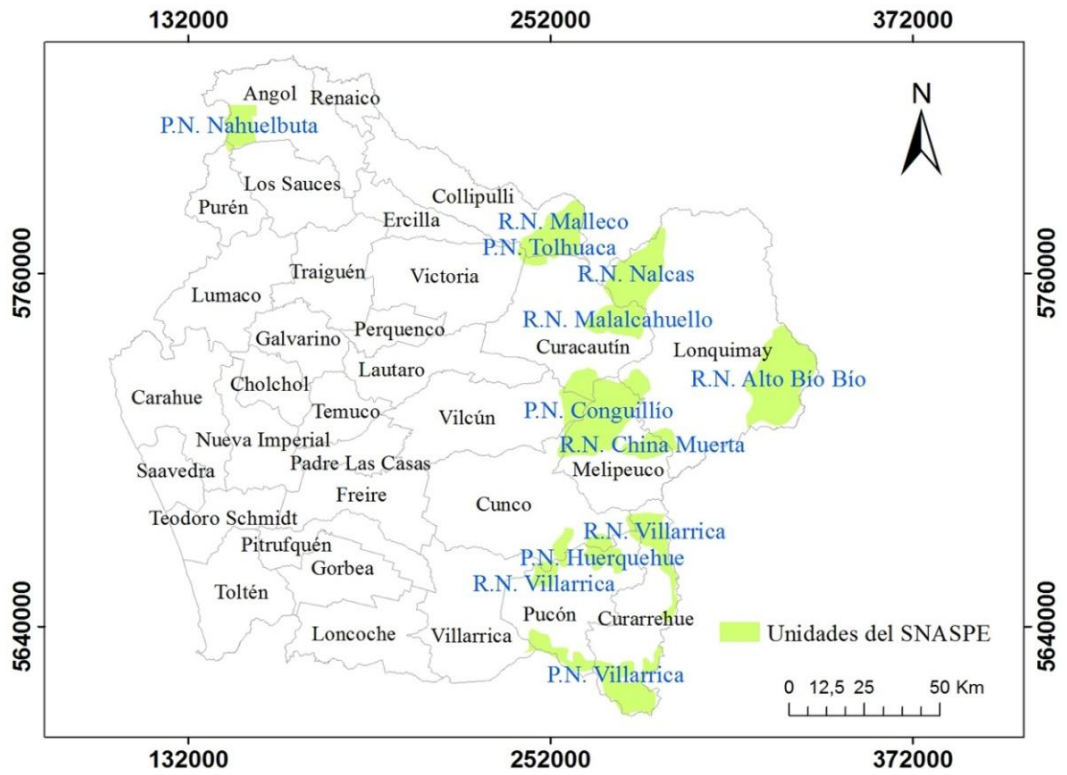 132000 252000 372000
N
Angol
Renaico
P.N. Nahuelbuta
Los Sauces
Collipulli
Purén
Ercilla
R.N. Malleco
P.N. Tolhuaca
5760000
5760000
Traiguén
Victoria
R.N. Nalcas
Lumaco
R.N. Malalcahuello
Perquenco
Galvarino
Curacautín
Lonquimay
Lautaro
R.N. Alto Bío Bío
Cholchol
Carahue
Temuco
Vilcún
P.N. Conguillío
Nueva Imperial
R.N. China Muerta
Padre Las Casas
Saavedra
Melipeuco
Freire
Cunco
Teodoro Schmidt
R.N. Villarrica
Pitrufquén
P.N. Huerquehue
Gorbea
R.N. Villarrica
Toltén
Pucón
Curarrehue
5640000
5640000
Loncoche
Villarrica
Unidades del SNASPE
P.N. Villarrica
0 12,5 25 50 Km
132000 252000 372000